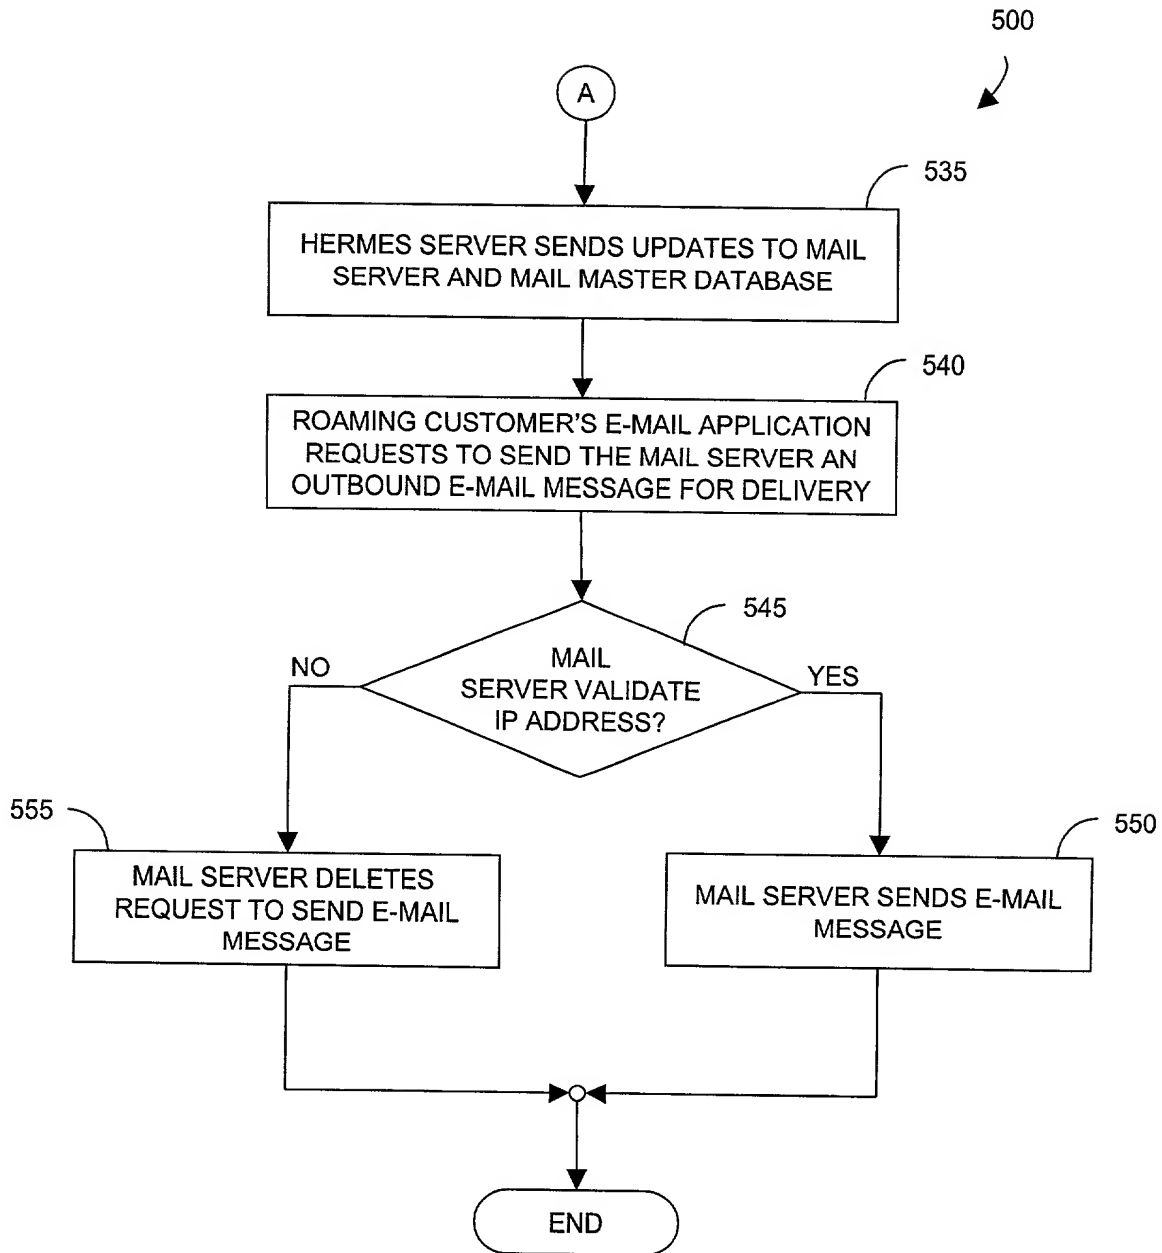 500
A
535
HERMES SERVER SENDS UPDATES TO MAIL
SERVER AND MAIL MASTER DATABASE
540
ROAMING CUSTOMER'S E-MAIL APPLICATION
REQUESTS TO SEND THE MAIL SERVER AN
OUTBOUND E-MAIL MESSAGE FOR DELIVERY
545
NO
MAIL
SERVER VALIDATE
IP ADDRESS?
YES
555
MAIL SERVER DELETES
REQUEST TO SEND E-MAIL
MESSAGE
550
MAIL SERVER SENDS E-MAIL
MESSAGE
END